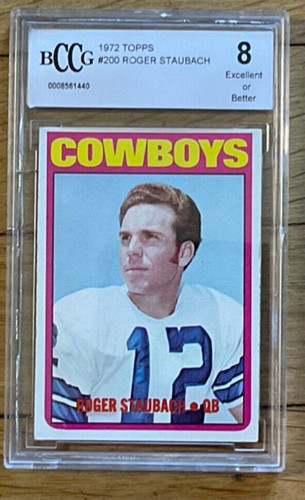 BCCG
0008561440
1972 TOPPS
#200 ROGER STAUBACH
8
Excellent
or
Better
COWBOYS
12
ROGER STAUBACH • QB